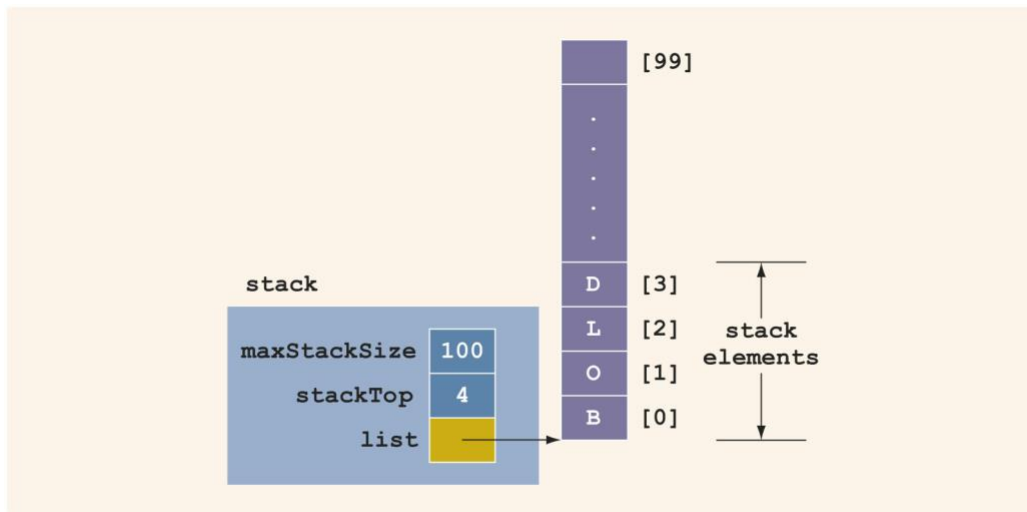 [99]
.
.
.
.
.
stack
D [3]
maxStackSize 100
L [2]
stack
elements
stackTop 4
O [1]
list
B [0]